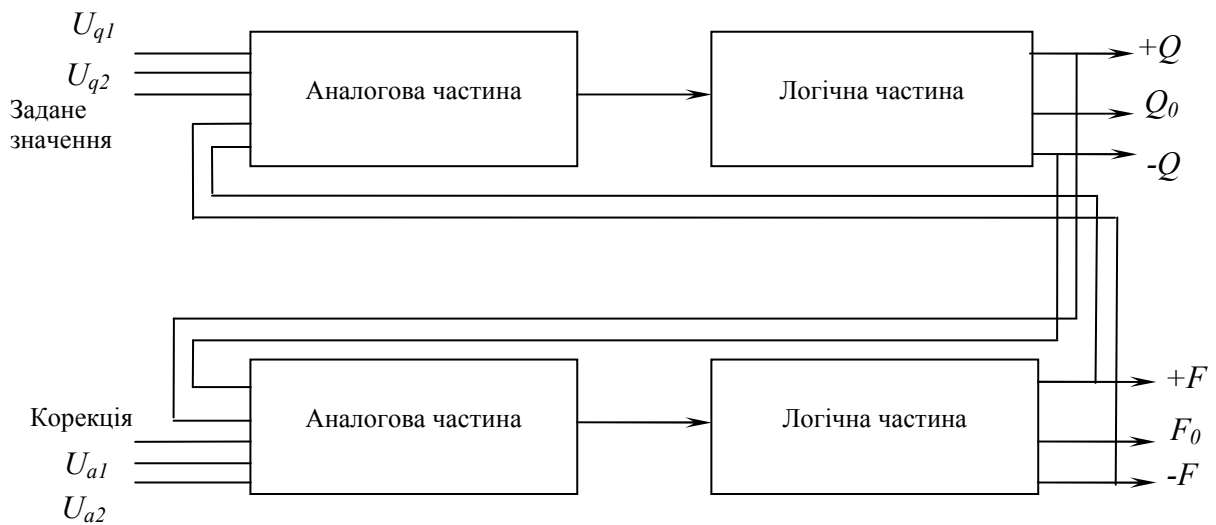 U_q1
U_q2
Задане
значення
Аналогова частина
Логічна частина
+Q
Q_0
-Q
Корекція
U_a1
U_a2
Аналогова частина
Логічна частина
+F
F_0
-F